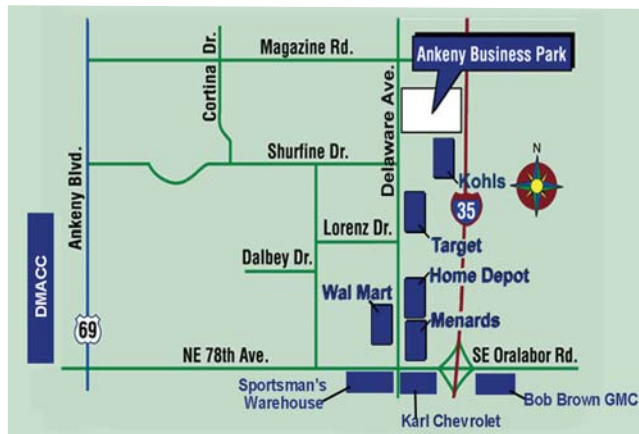 Cortina Dr.
Magazine Rd.
Ankeny Business Park
Delaware Ave.
Shurfine Dr.
N
Kohls
Ankeny Blvd.
35
Lorenz Dr.
Target
Dalbey Dr.
DMACC
Home Depot
Wal Mart
Menards
69
NE 78th Ave.
SE Oralabor Rd.
Sportsman's
Warehouse
Karl Chevrolet
Bob Brown GMC